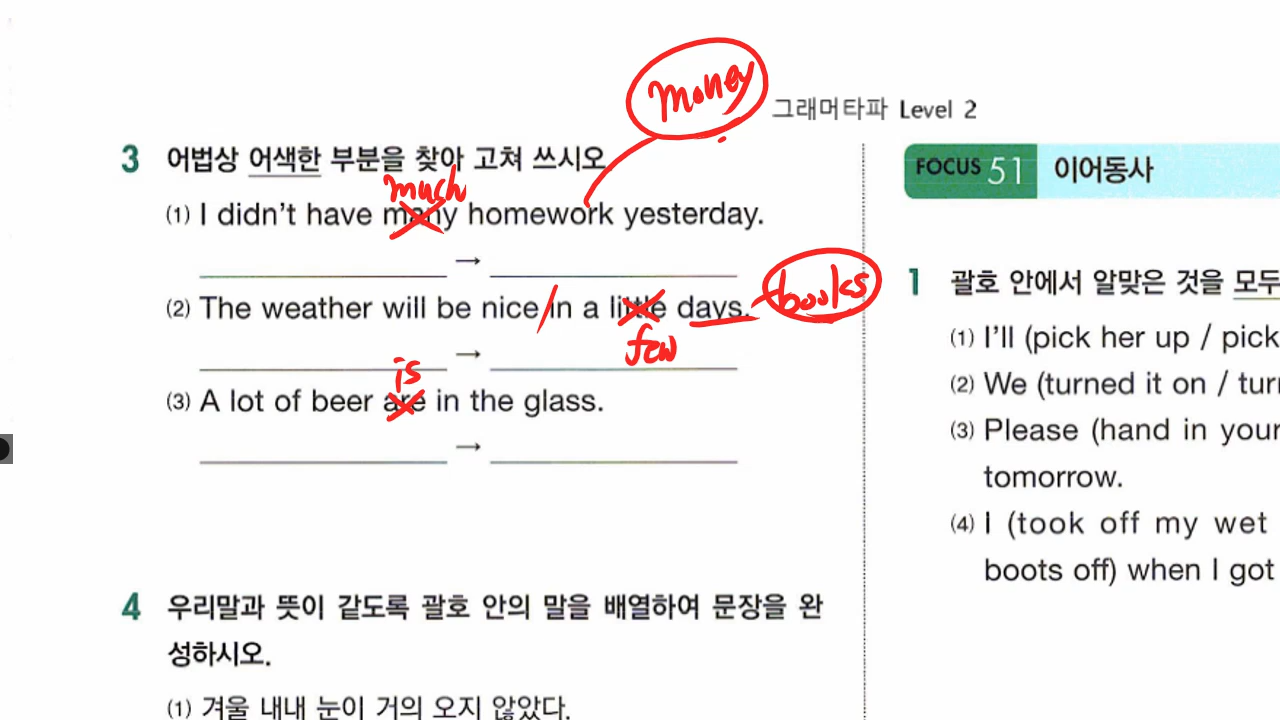 money
그래머타파 Level 2
3 어법상 어색한 부분을 찾아 고쳐 쓰시오
much
(1) I didn't have many homework yesterday.
→
(2) The weather will be nice / in a little days. books
few
→
is
(3) A lot of beer are in the glass.
→
4 우리말과 뜻이 같도록 괄호 안의 말을 배열하여 문장을 완
성하시오.
(1) 겨울 내내 눈이 거의 오지 않았다.
FOCUS 51 이어동사
1 괄호 안에서 알맞은 것을 모두
(1) I'll (pick her up / pick
(2) We (turned it on / tur
(3) Please (hand in your
tomorrow.
(4) I (took off my wet
boots off) when I got